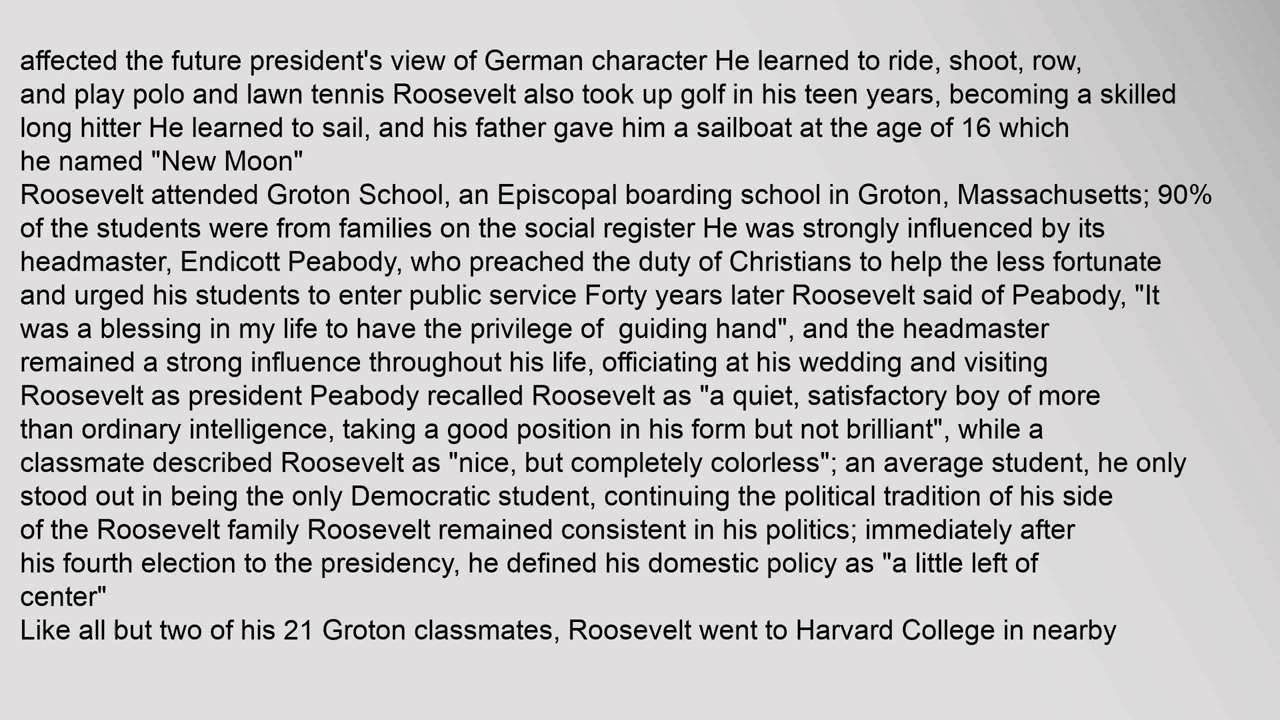 affected the future president's view of German character He learned to ride, shoot, row,
and play polo and lawn tennis Roosevelt also took up golf in his teen years, becoming a skilled
long hitter He learned to sail, and his father gave him a sailboat at the age of 16 which
he named "New Moon"
Roosevelt attended Groton School, an Episcopal boarding school in Groton, Massachusetts; 90%
of the students were from families on the social register He was strongly influenced by its
headmaster, Endicott Peabody, who preached the duty of Christians to help the less fortunate
and urged his students to enter public service Forty years later Roosevelt said of Peabody, "It
was a blessing in my life to have the privilege of  guiding hand", and the headmaster
remained a strong influence throughout his life, officiating at his wedding and visiting
Roosevelt as president Peabody recalled Roosevelt as "a quiet, satisfactory boy of more
than ordinary intelligence, taking a good position in his form but not brilliant", while a
classmate described Roosevelt as "nice, but completely colorless"; an average student, he only
stood out in being the only Democratic student, continuing the political tradition of his side
of the Roosevelt family Roosevelt remained consistent in his politics; immediately after
his fourth election to the presidency, he defined his domestic policy as "a little left of
center"
Like all but two of his 21 Groton classmates, Roosevelt went to Harvard College in nearby